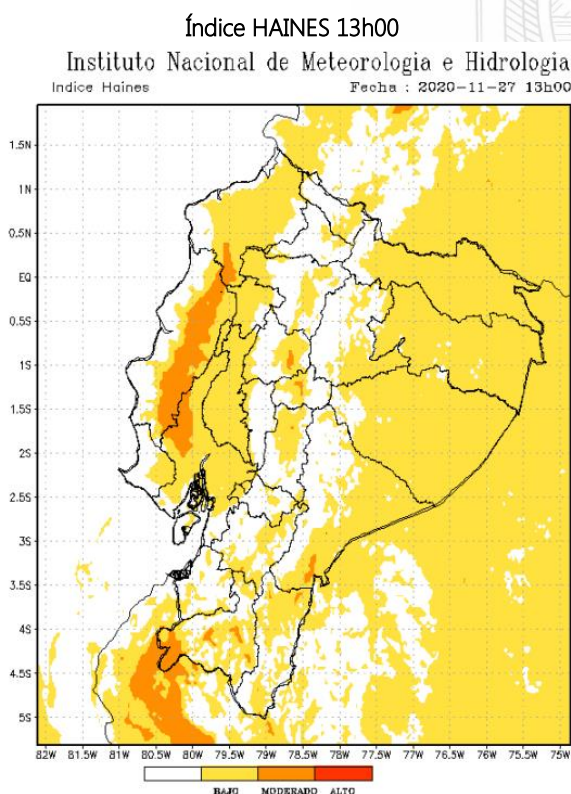 Índice HAINES 13h00
Instituto Nacional de Meteorologia e Hidrologia
Indice Haines Fecha : 2020-11-27 13h00
1.5N
1N
0.5N
EQ
0.5S
1S
1.5S
2S
2.5S
3S
3.5S
4S
4.5S
5S
82W 81.5W 81W 80.5W 80W 79.5W 79W 78.5W 78W 77.5W 77W 76.5W 76W 75.5W 75W
BAJO MODERADO ALTO